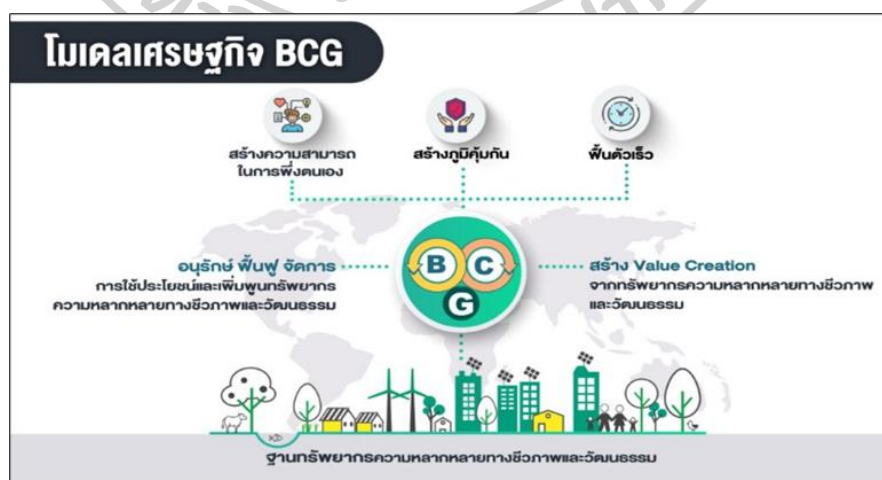 โมเดลเศรษฐกิจ BCG
สร้างความสามารถ
ในการพึ่งตนเอง
สร้างภูมิคุ้มกัน
ฟื้นตัวเร็ว
อนุรักษ์ ฟื้นฟู จัดการ
การใช้ประโยชน์และเพิ่มพูนทรัพยากร
ความหลากหลายทางชีวภาพและวัฒนธรรม
B C
G
สร้าง Value Creation
จากทรัพยากรความหลากหลายทางชีวภาพ
และวัฒนธรรม
ฐานทรัพยากรความหลากหลายทางชีวภาพและวัฒนธรรม